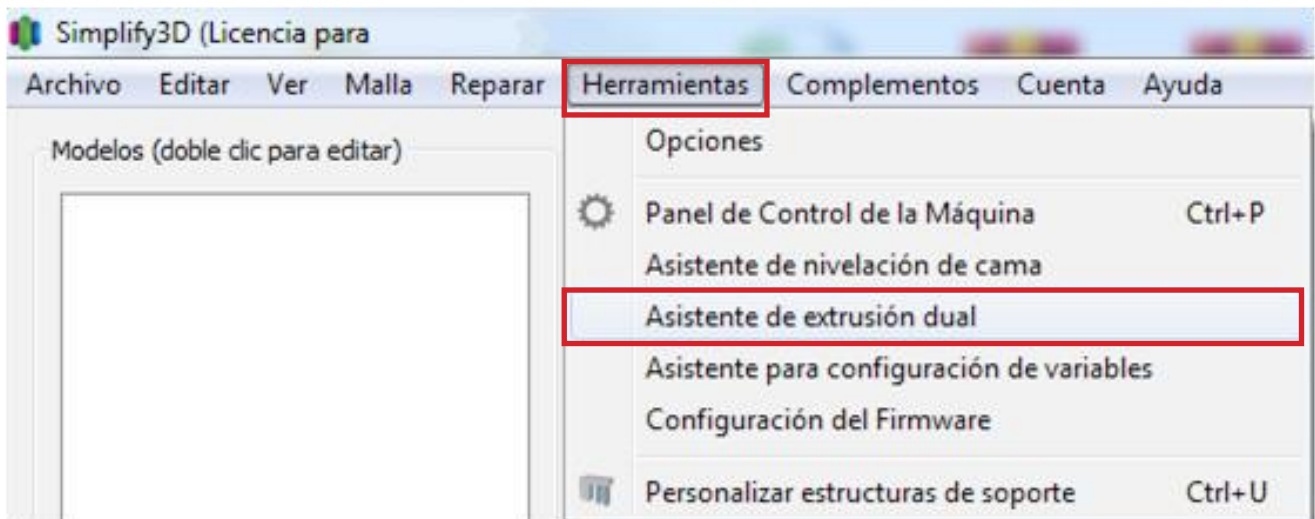 Simplify3D (Licencia para
Archivo Editar Ver Malla Reparar Herramientas Complementos Cuenta Ayuda
Modelos (doble clic para editar)
Opciones
Panel de Control de la Máquina Ctrl+P
Asistente de nivelación de cama
Asistente de extrusión dual
Asistente para configuración de variables
Configuración del Firmware
Personalizar estructuras de soporte Ctrl+U